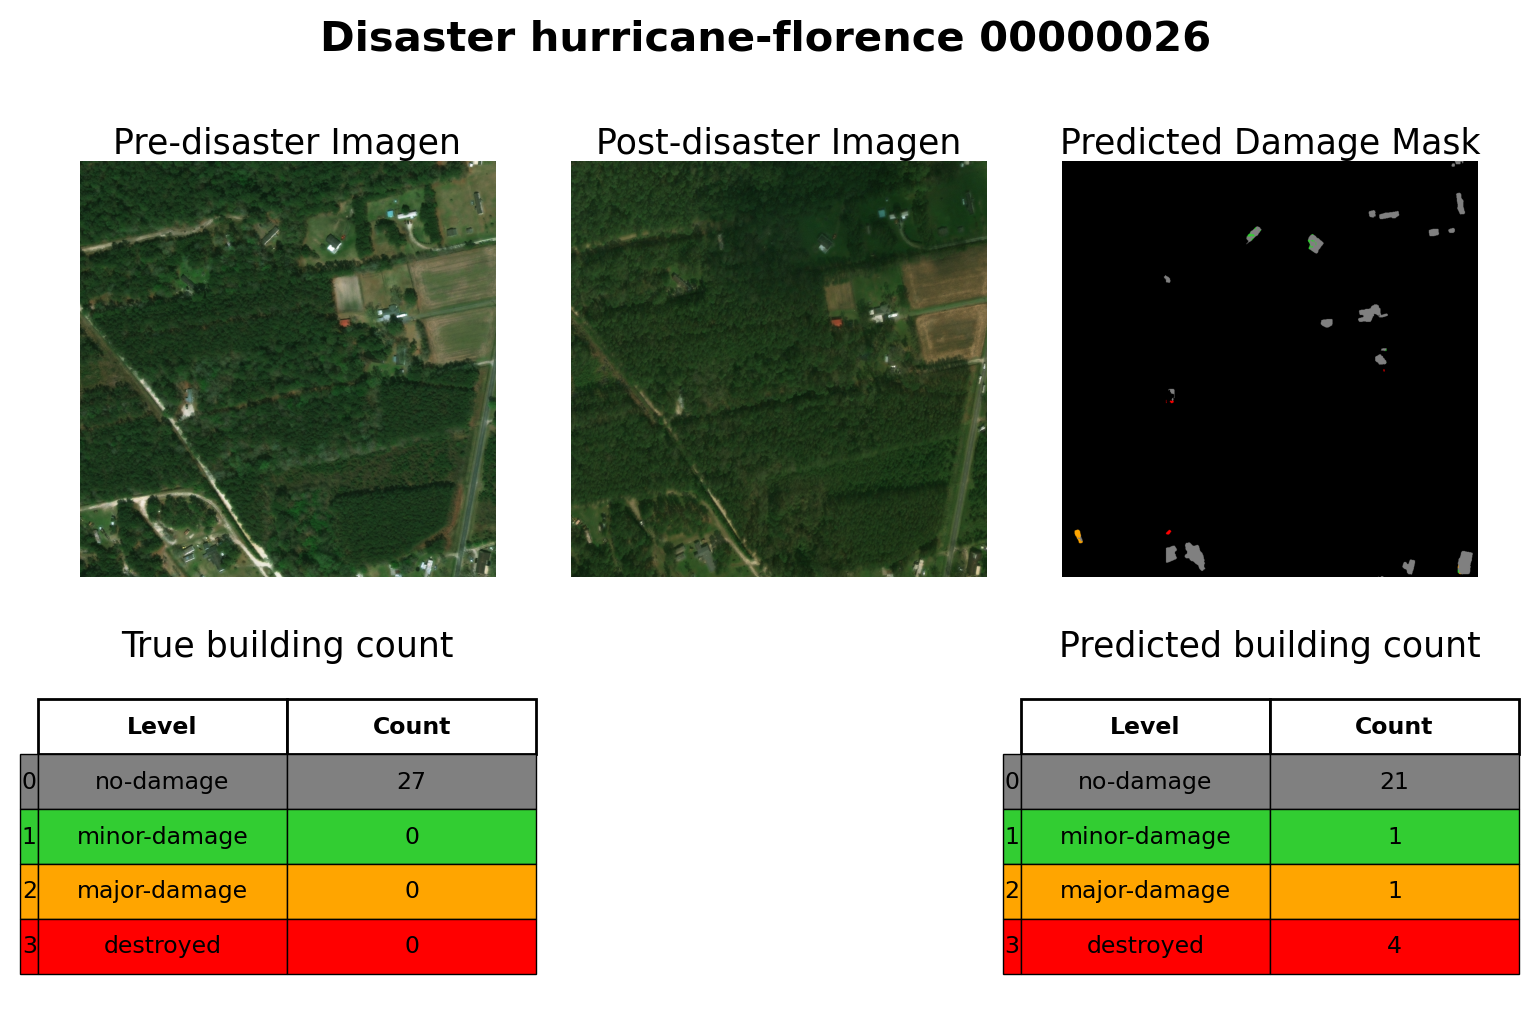 Disaster hurricane-florence 00000026
Pre-disaster Imagen
Post-disaster Imagen
Predicted Damage Mask
True building count
Level Count
0 no-damage 27
1 minor-damage 0
2 major-damage 0
3 destroyed 0
Predicted building count
Level Count
0 no-damage 21
1 minor-damage 1
2 major-damage 1
3 destroyed 4